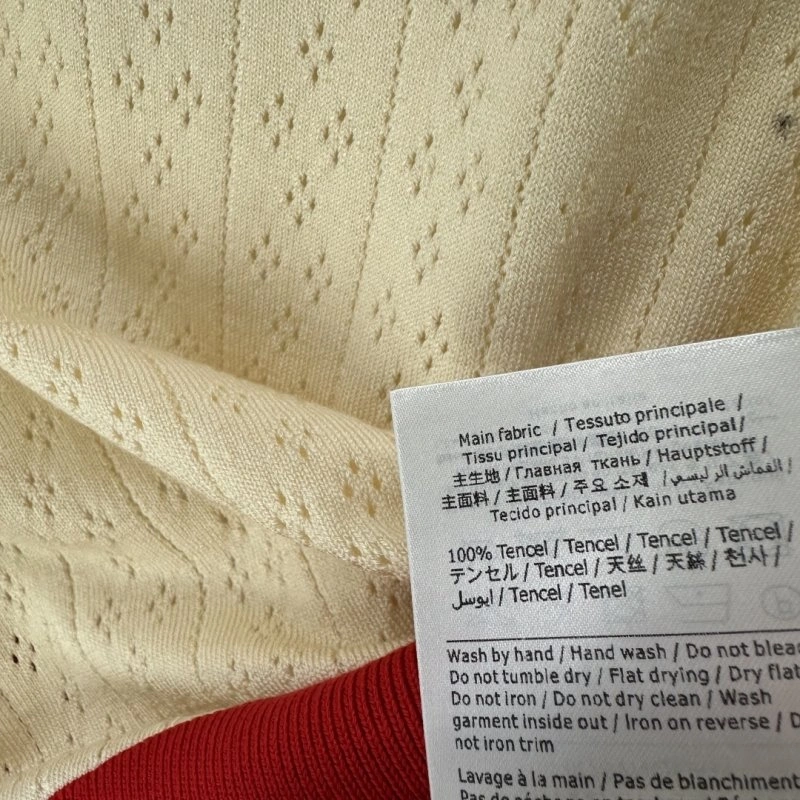 Main fabric / Tessuto principale /
Tissu principal / Tejido principal/
主生地 / Главная ткань / Hauptstoff /
主面料 / 主面料 / 주요 소재 / القماش الرئيسي /
Tecido principal / Kain utama
100% Tencel / Tencel / Tencel / Tencel /
テンセル / Tencel / 天丝 / 天絲 / 천사 /
ايوسل / Tencel / Tenel
Wash by hand / Hand wash / Do not bleac
Do not tumble dry / Flat drying / Dry flat
Do not iron / Do not dry clean / Wash
garment inside out / Iron on reverse / D
not iron trim
Lavage à la main / Pas de blanchiment